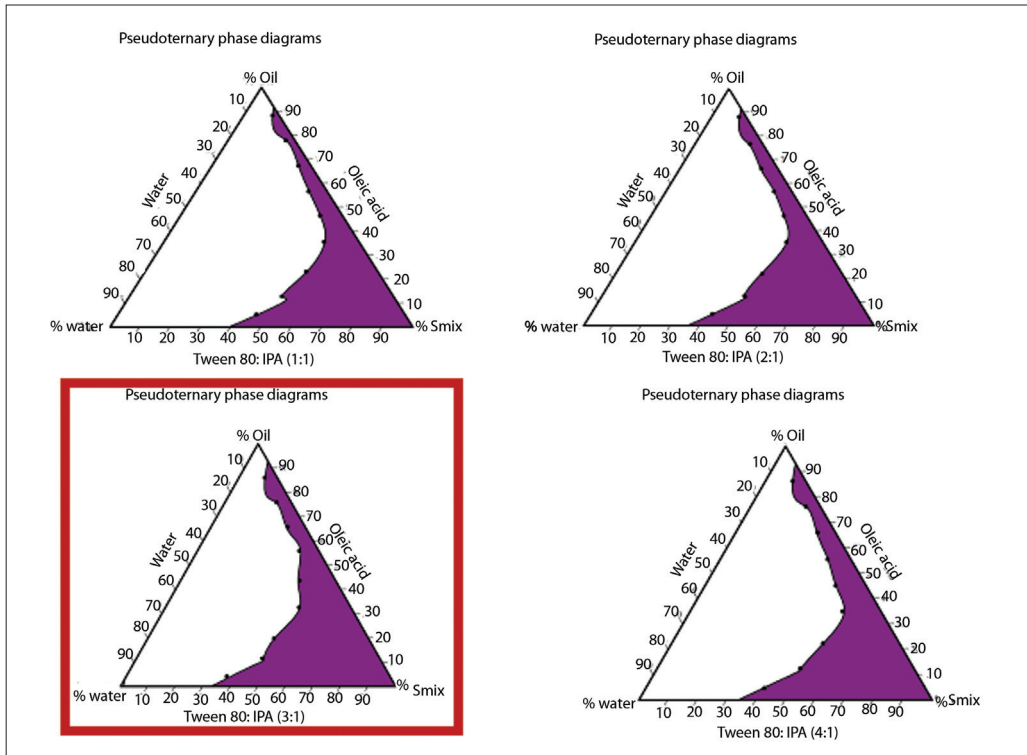 Pseudoternary phase diagrams
% Oil
10
20
30
40
50
60
70
80
90
Water
90
80
70
60
50
40
30
20
10
Oleic acid
% water
10 20 30 40 50 60 70 80 90
% Smix
Tween 80: IPA (1:1)
Pseudoternary phase diagrams
% Oil
10
20
30
40
50
60
70
80
90
Water
90
80
70
60
50
40
30
20
10
Oleic acid
% water
10 20 30 40 50 60 70 80 90
%Smix
Tween 80: IPA (2:1)
Pseudoternary phase diagrams
% Oil
10
20
30
40
50
60
70
80
90
Water
90
80
70
60
50
40
30
20
10
Oleic acid
% water
10 20 30 40 50 60 70 80 90
% Smix
Tween 80: IPA (3:1)
Pseudoternary phase diagrams
% Oil
10
20
30
40
50
60
70
80
90
Water
90
80
70
60
50
40
30
20
10
Oleic acid
% water
10 20 30 40 50 60 70 80 90
%Smix
Tween 80: IPA (4:1)